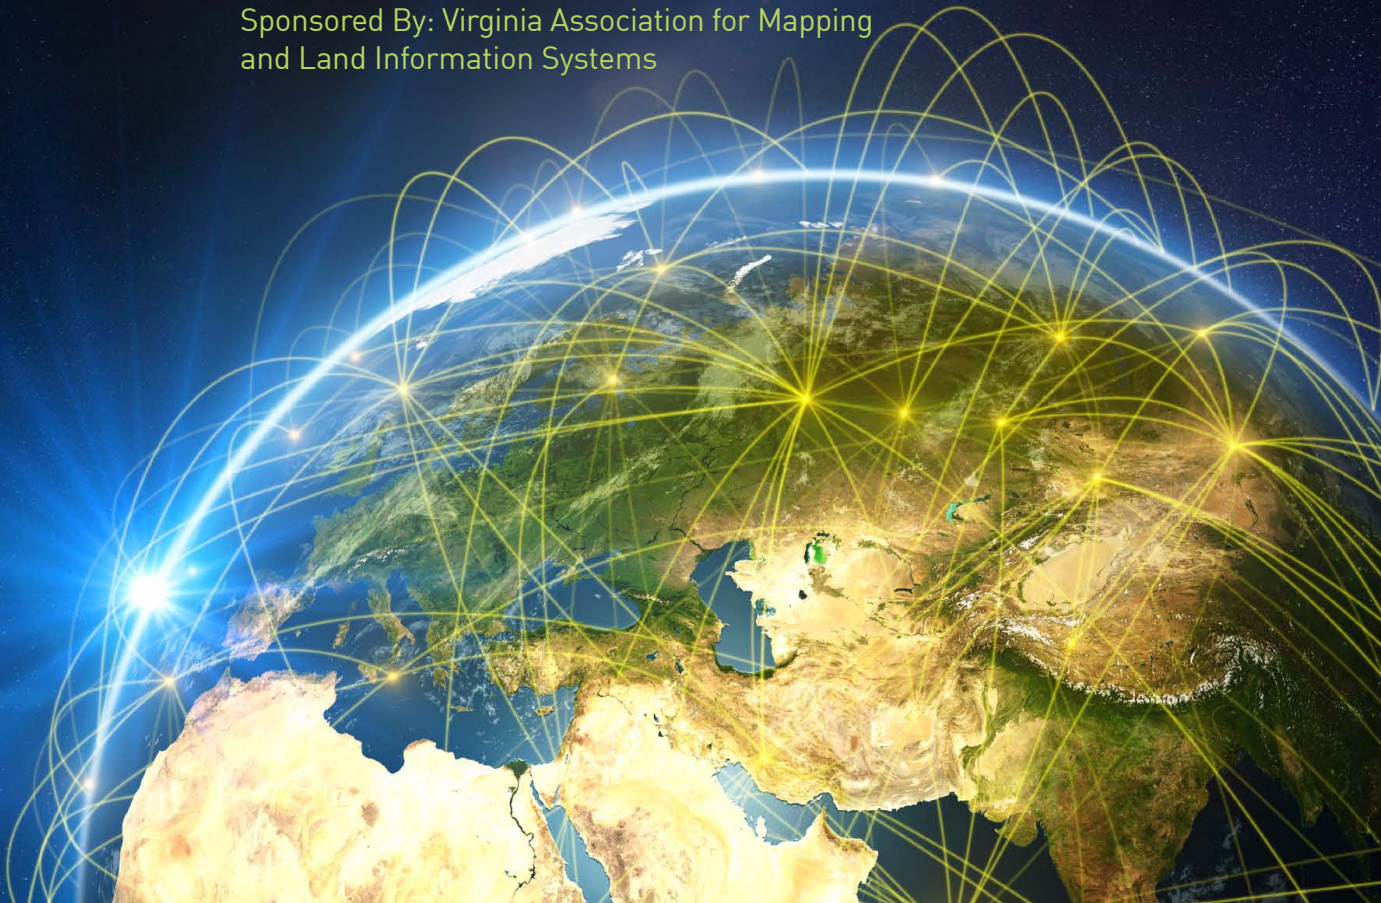 Sponsored By: Virginia Association for Mapping
and Land Information Systems